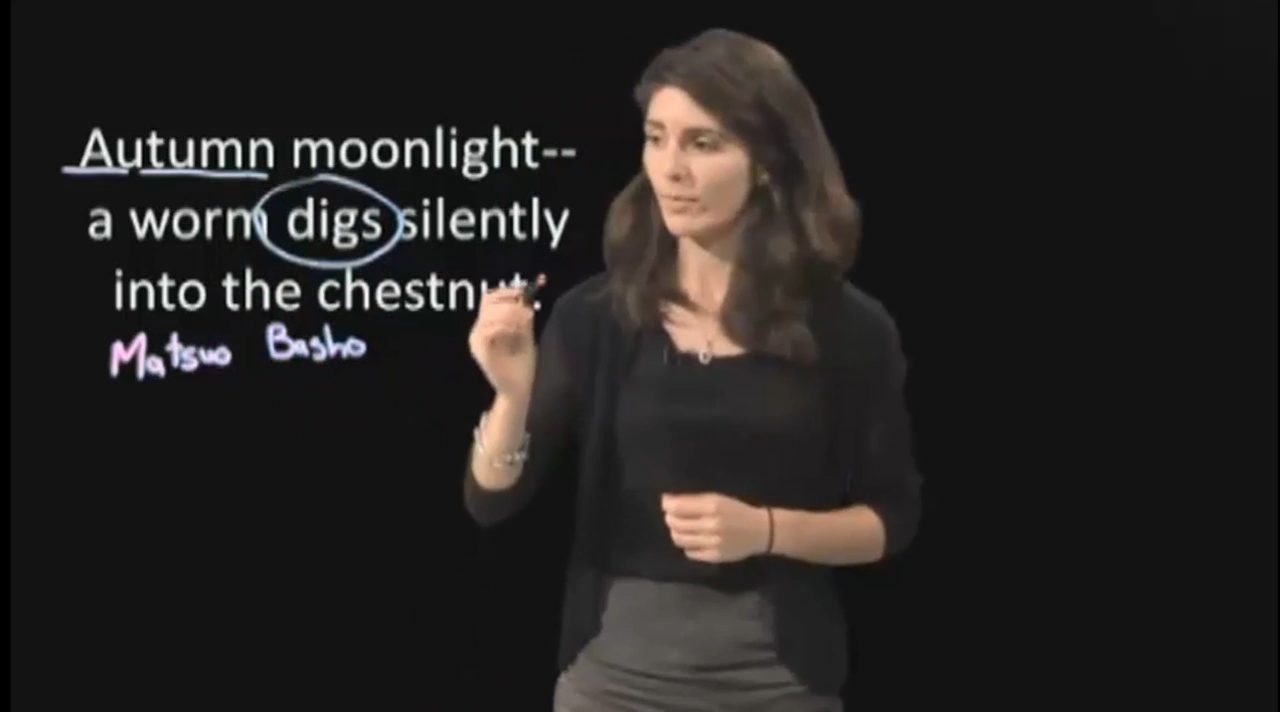 Autumn moonlight--
a worm digs silently
into the chestnut.
Matsuo Basho